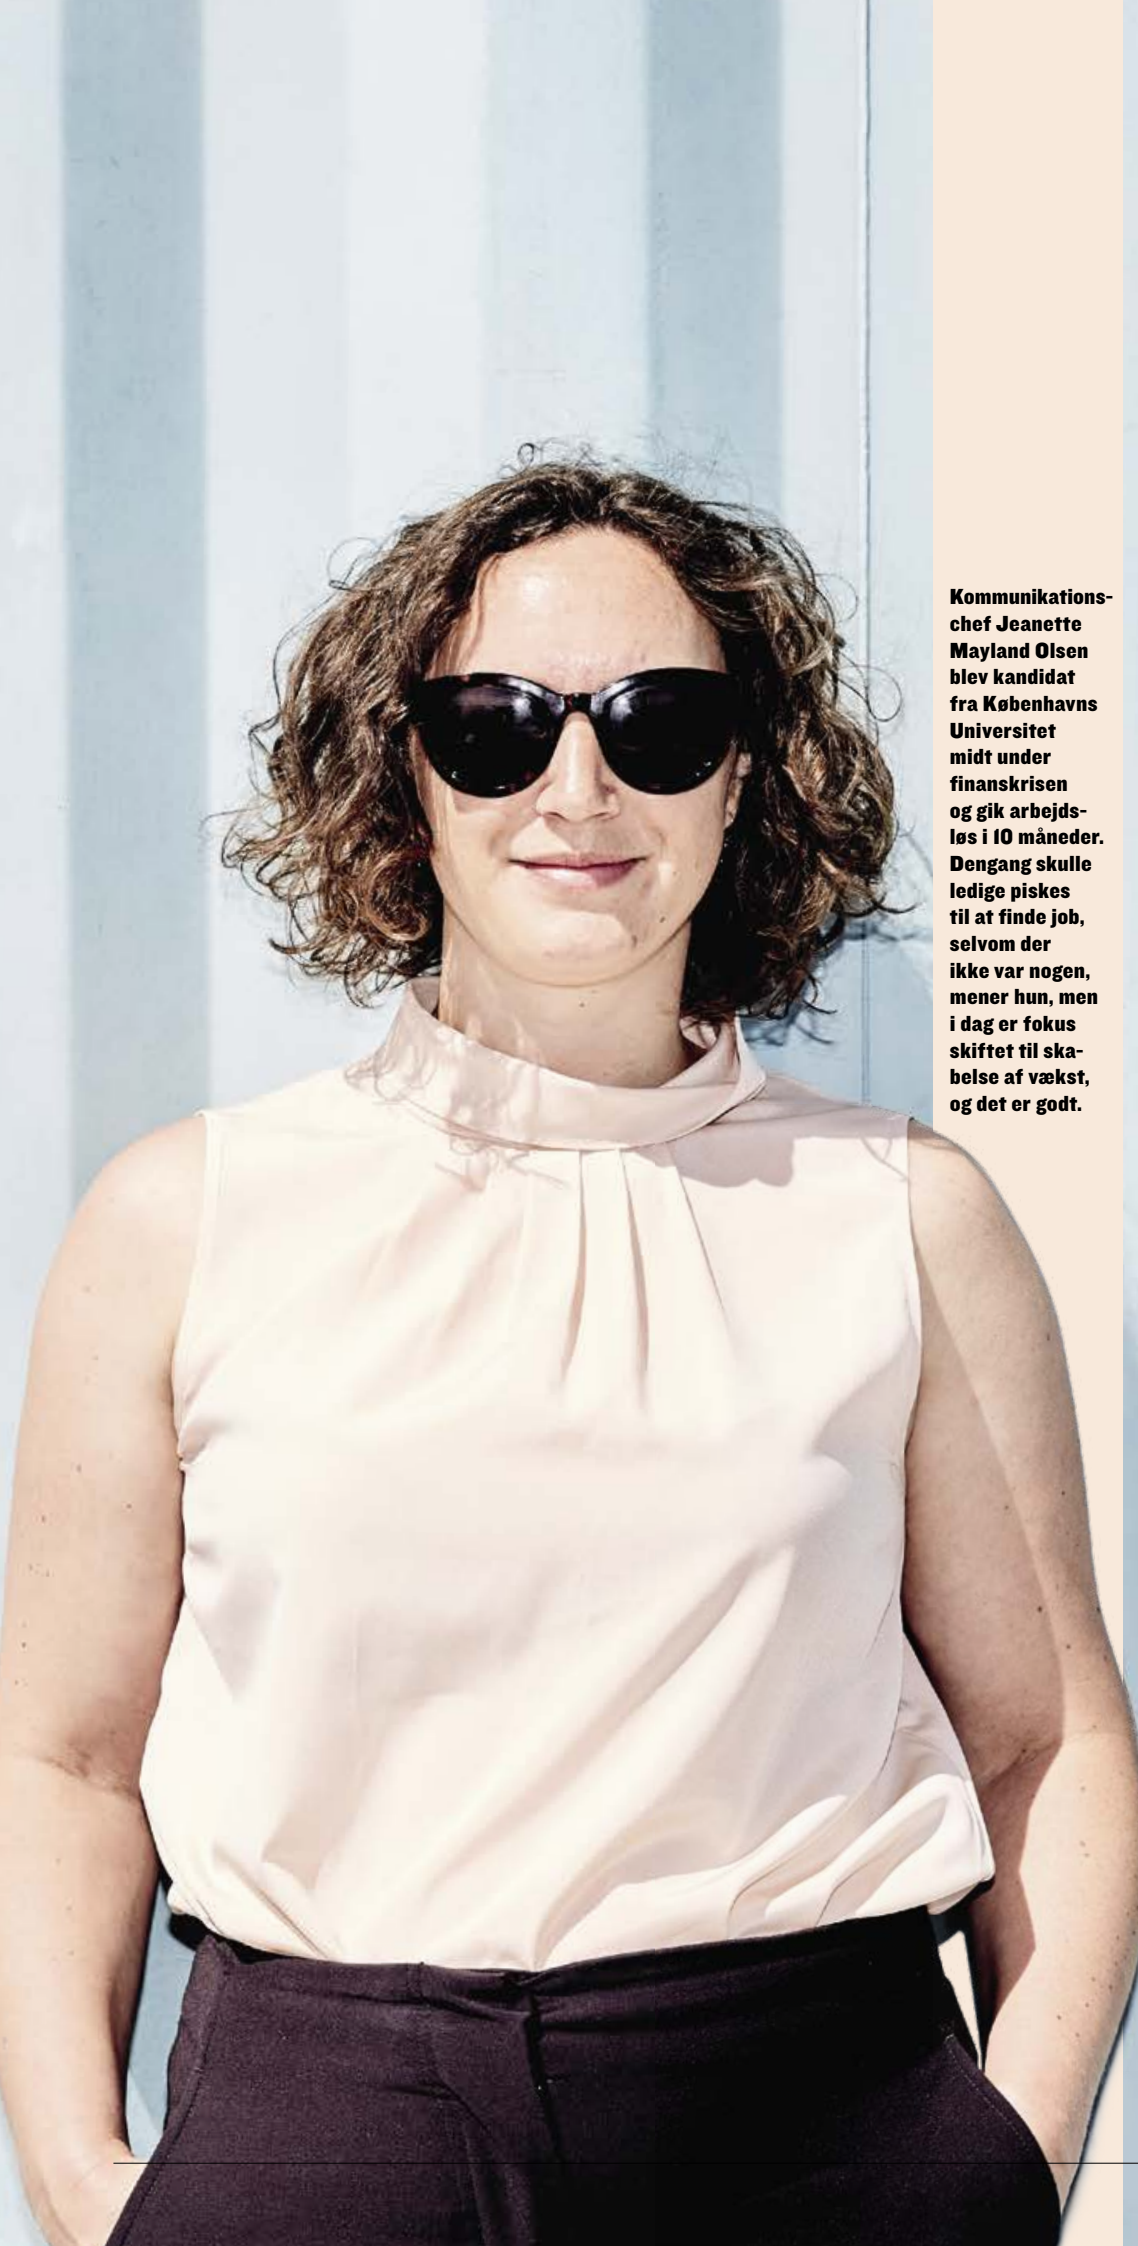 Kommunikations-
chef Jeanette
Mayland Olsen
blev kandidat
fra Københavns
Universitet
midt under
finanskrisen
og gik arbejds-
løs i 10 måneder.
Dengang skulle
ledige piskes
til at finde job,
selvom der
ikke var nogen,
mener hun, men
i dag er fokus
skiftet til ska-
belse af vækst,
og det er godt.